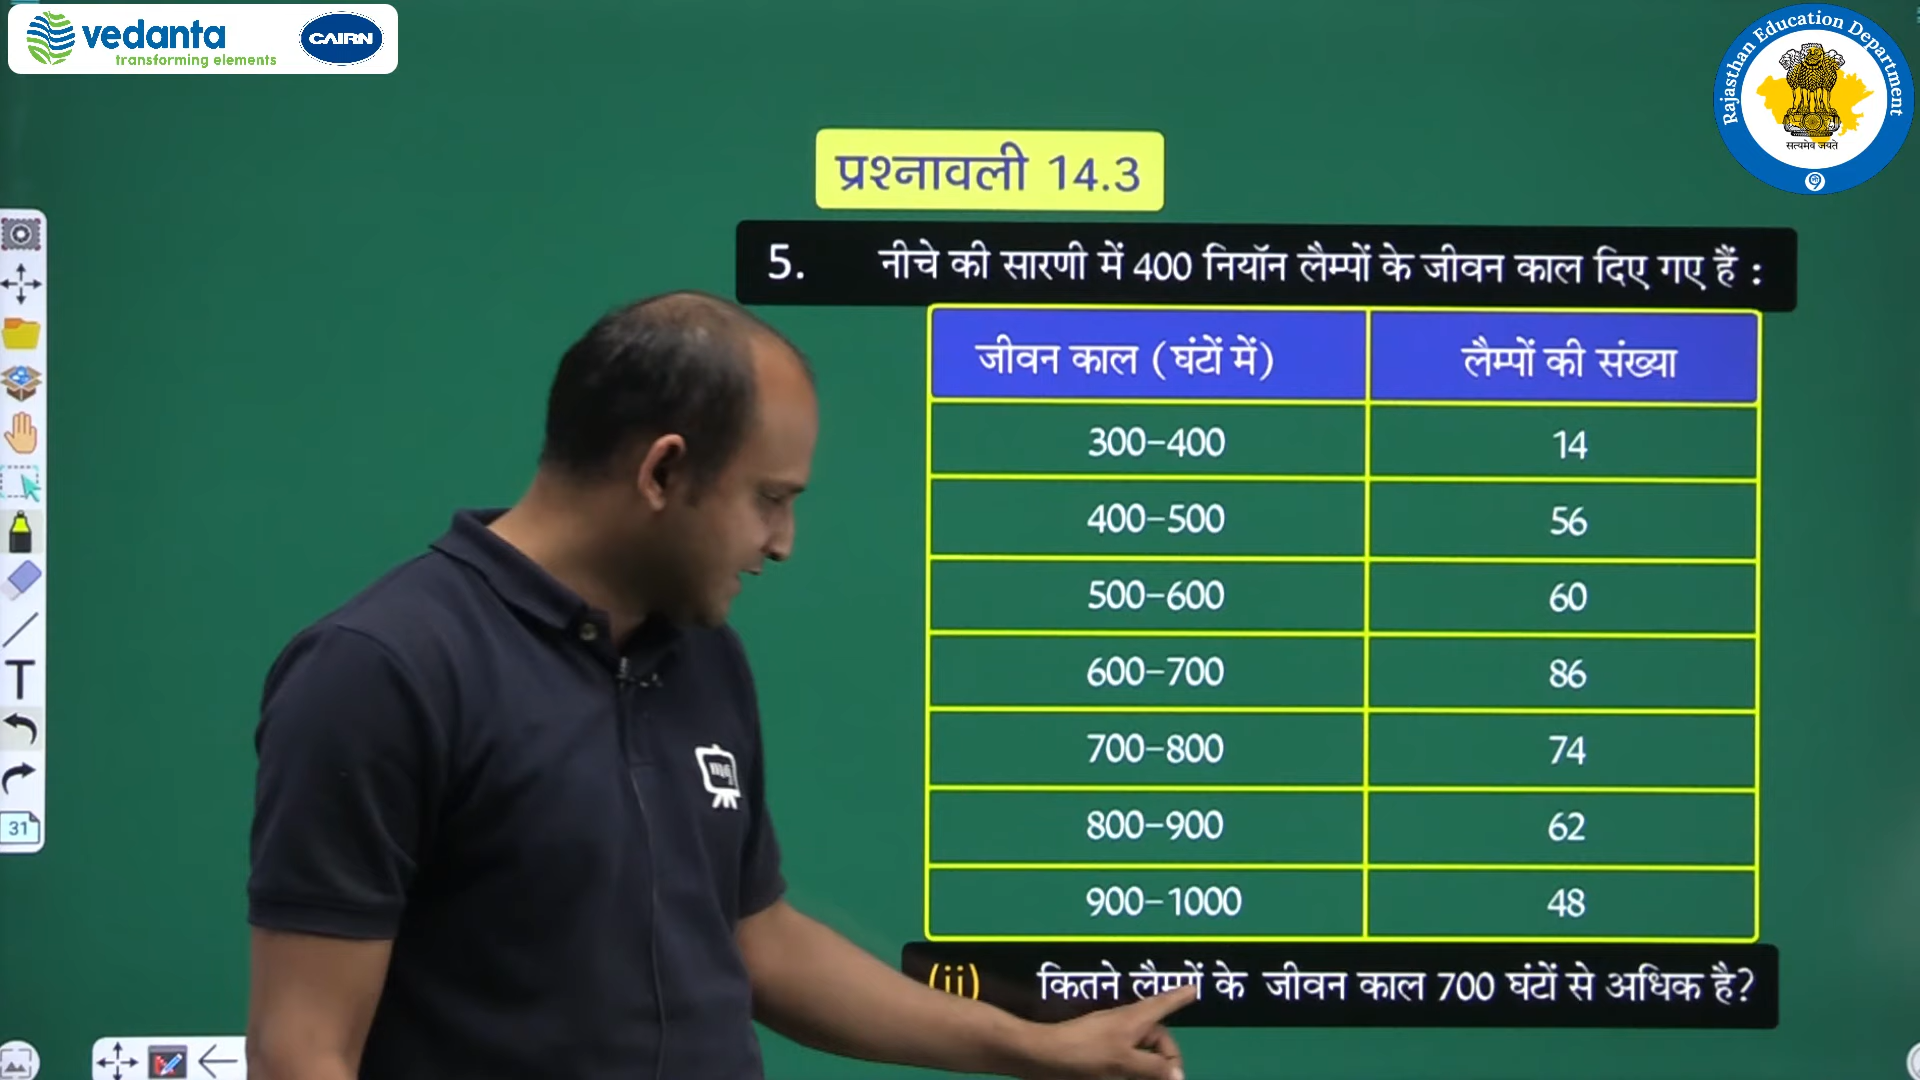 vedanta
transforming elements
CAIRN
Rajasthan Education Department
सत्यमेव जयते
प्रश्नावली 14.3
5. नीचे की सारणी में 400 नियॉन लैम्पों के जीवन काल दिए गए हैं :
जीवन काल (घंटों में) लैम्पों की संख्या
300-400 14
400-500 56
500-600 60
600-700 86
700-800 74
800-900 62
900-1000 48
(ii) कितने लैम्पों के जीवन काल 700 घंटों से अधिक है?
T
31